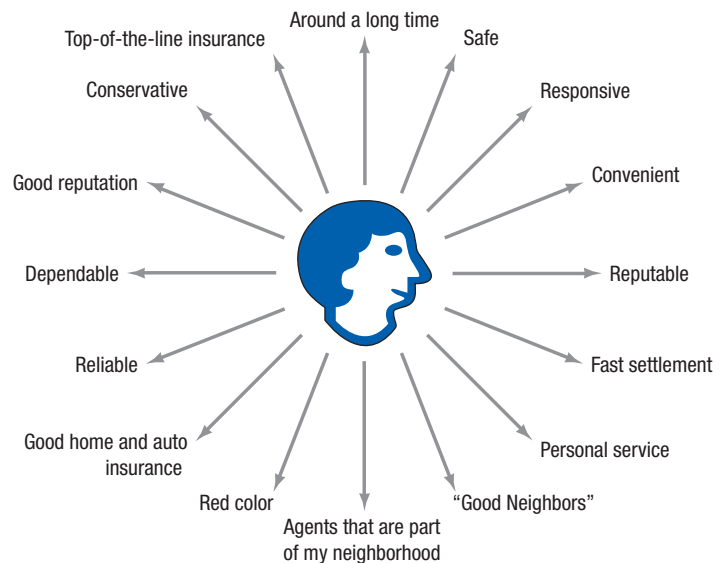 Around a long time
Top-of-the-line insurance
Safe
Conservative
Responsive
Good reputation
Convenient
Dependable
Reputable
Reliable
Fast settlement
Good home and auto
insurance
Personal service
Red color
“Good Neighbors”
Agents that are part
of my neighborhood